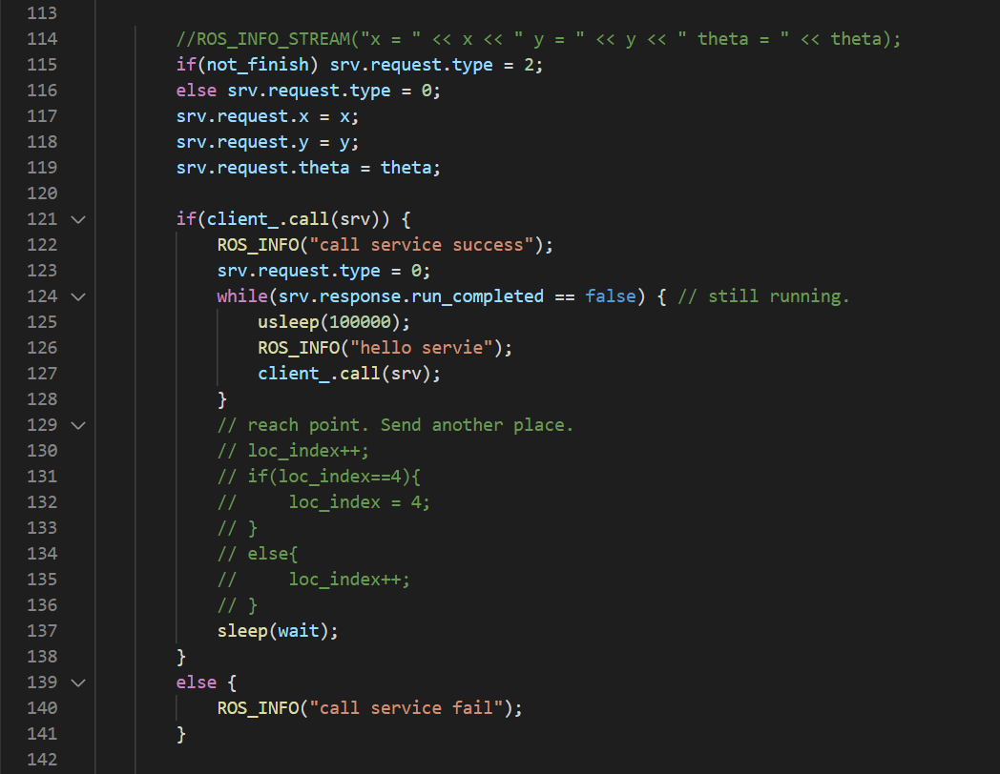 113
114 //ROS_INFO_STREAM("x = " << x << " y = " << y << " theta = " << theta);
115 if(not_finish) srv.request.type = 2;
116 else srv.request.type = 0;
117 srv.request.x = x;
118 srv.request.y = y;
119 srv.request.theta = theta;
120
121 if(client_.call(srv)) {
122 ROS_INFO("call service success");
123 srv.request.type = 0;
124 while(srv.response.run_completed == false) { // still running.
125 usleep(100000);
126 ROS_INFO("hello servie");
127 client_.call(srv);
128 }
129 // reach point. Send another place.
130 // loc_index++;
131 // if(loc_index==4){
132 //     loc_index = 4;
133 // }
134 // else{
135 //     loc_index++;
136 // }
137 sleep(wait);
138 }
139 else {
140 ROS_INFO("call service fail");
141 }
142